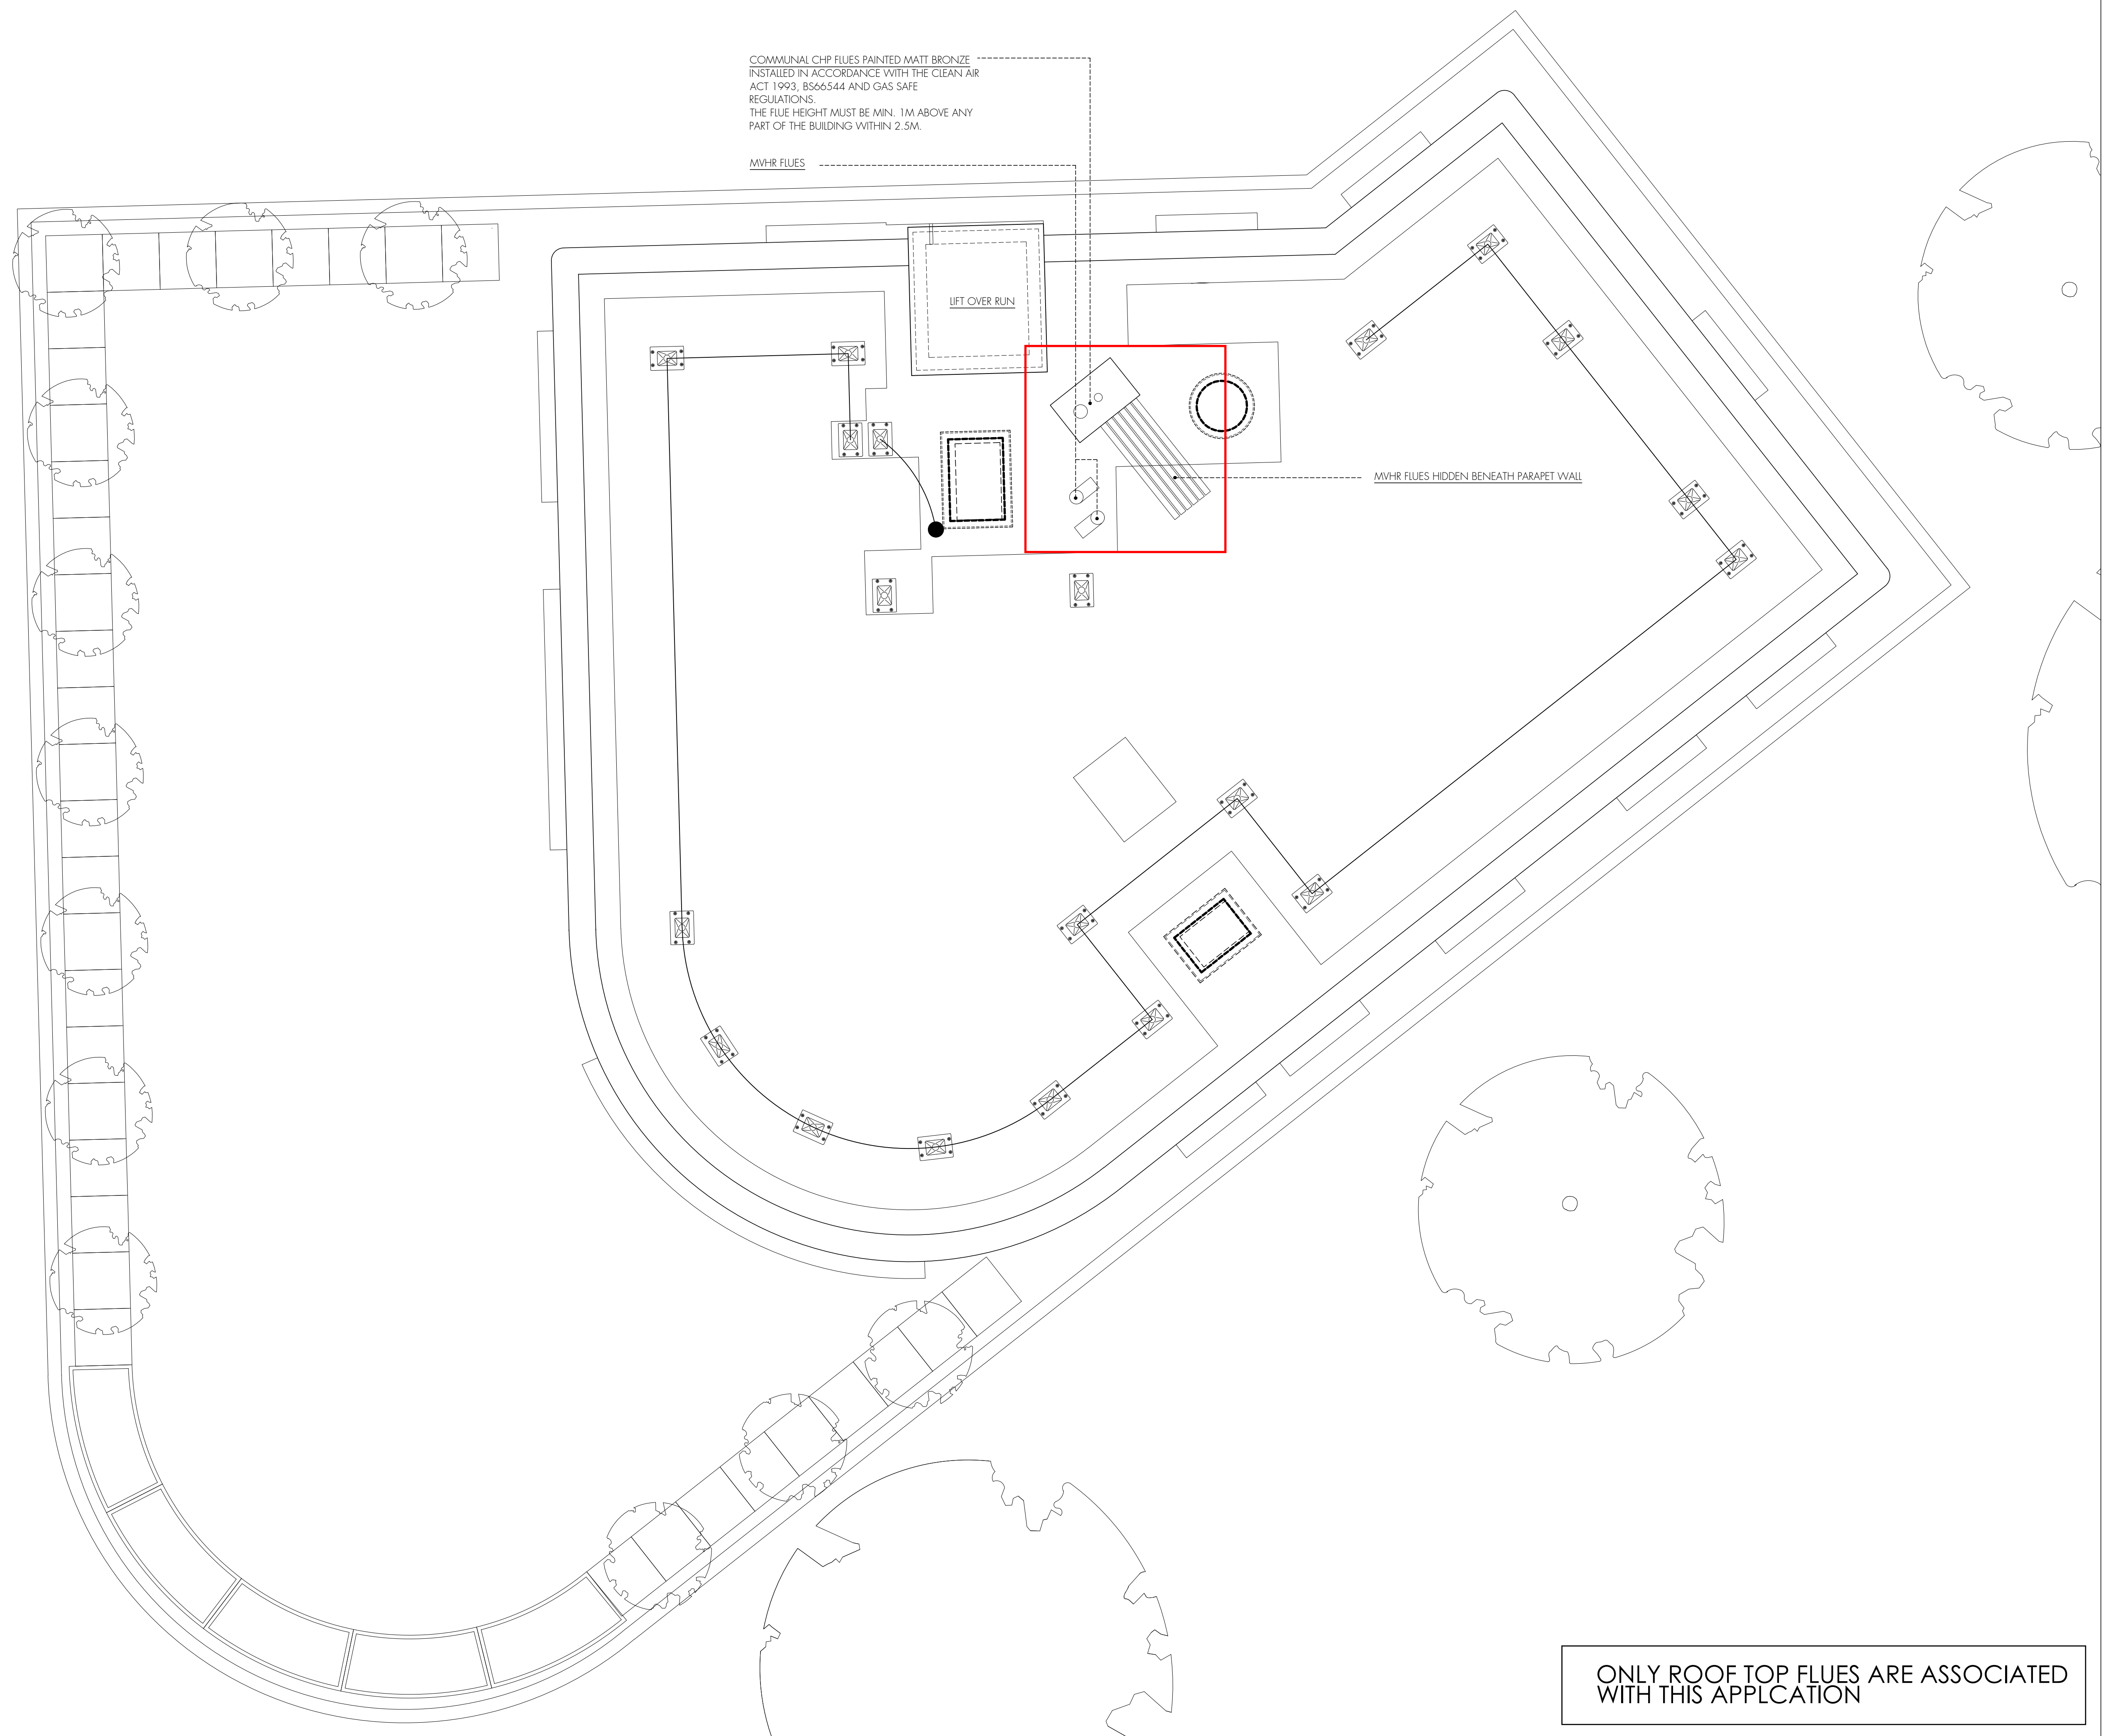 COMMUNAL CHP FLUES PAINTED MATT BRONZE
INSTALLED IN ACCORDANCE WITH THE CLEAN AIR
ACT 1993, BS66544 AND GAS SAFE
REGULATIONS.
THE FLUE HEIGHT MUST BE MIN. 1M ABOVE ANY
PART OF THE BUILDING WITHIN 2.5M.
MVHR FLUES
LIFT OVER RUN
MVHR FLUES HIDDEN BENEATH PARAPET WALL
ONLY ROOF TOP FLUES ARE ASSOCIATED
WITH THIS APPLCATION